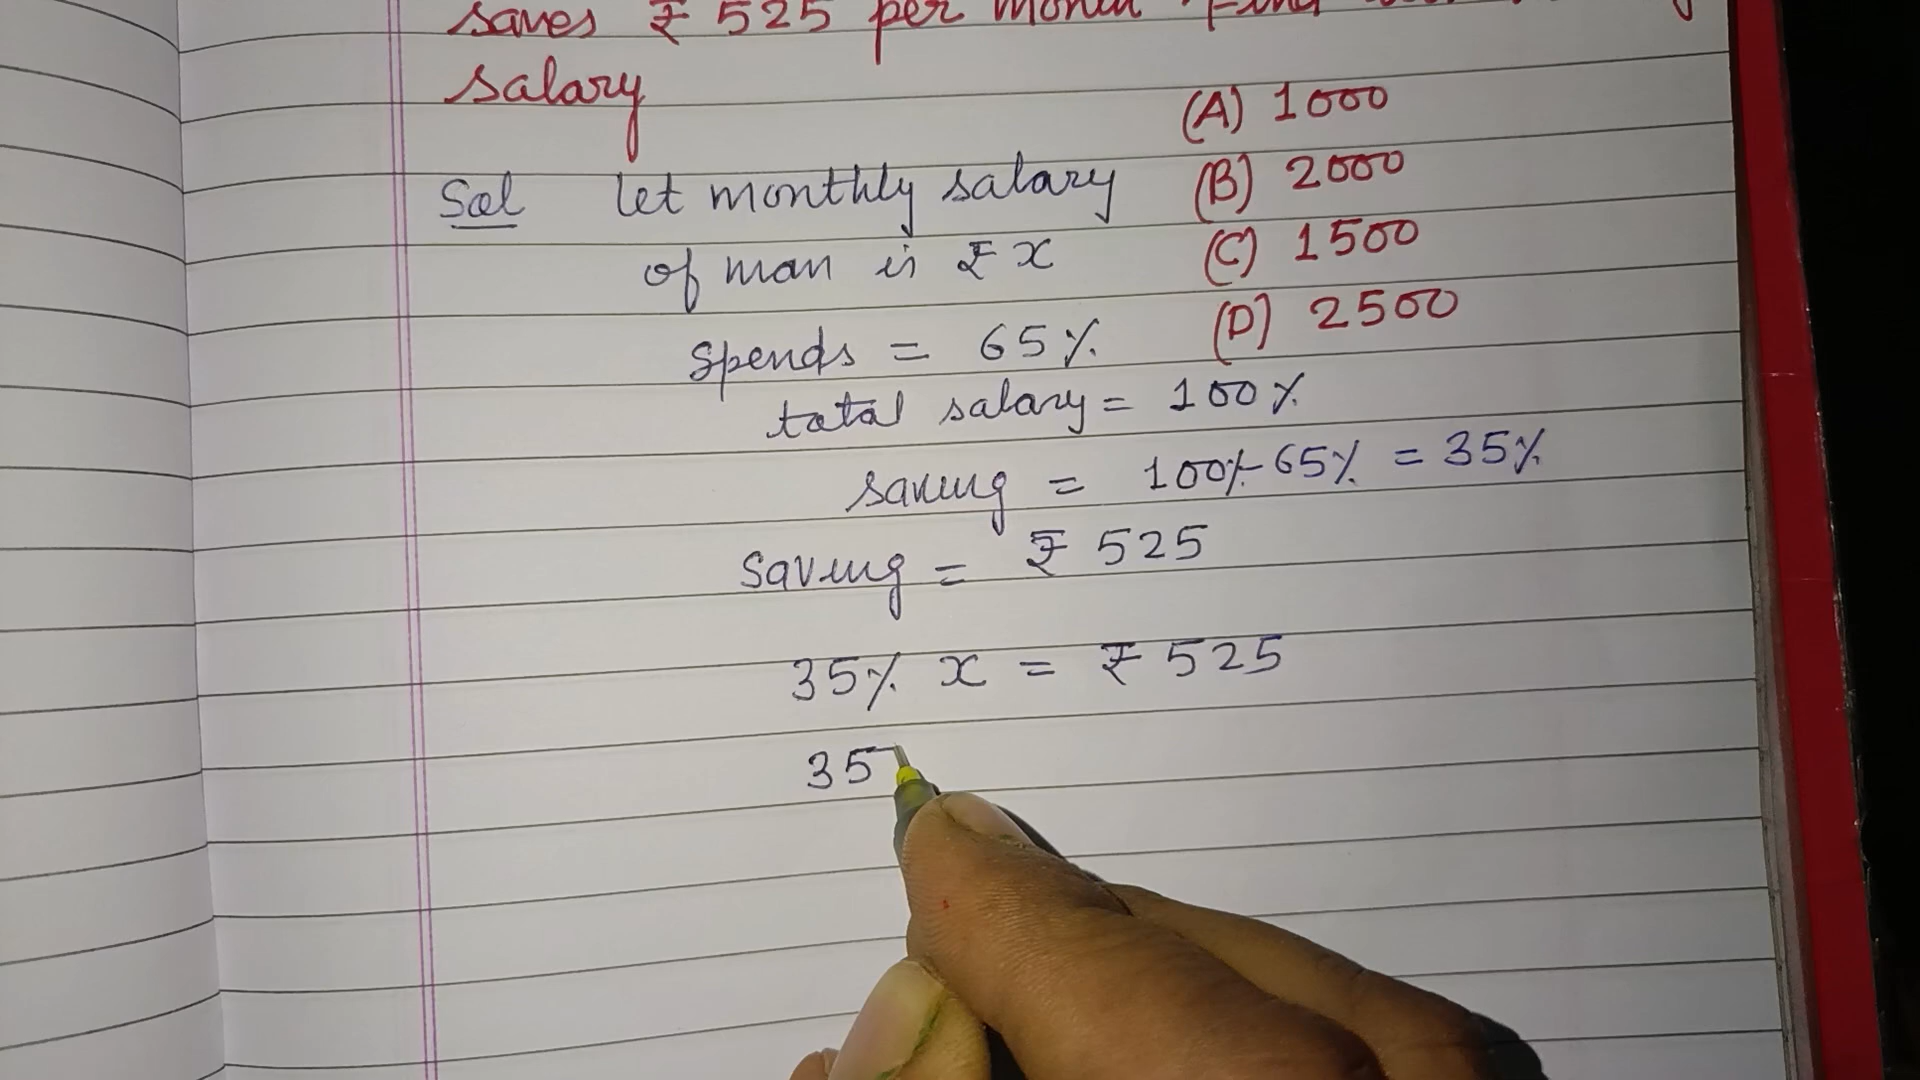 saves ₹ 525 per month. Find
salary
(A) 1000
Sol let monthly salary
(B) 2000
of man is ₹ x
(C) 1500
spends = 65%
(D) 2500
total salary = 100%
saving = 100% - 65% = 35%
saving = ₹ 525
35% x = ₹ 525
35